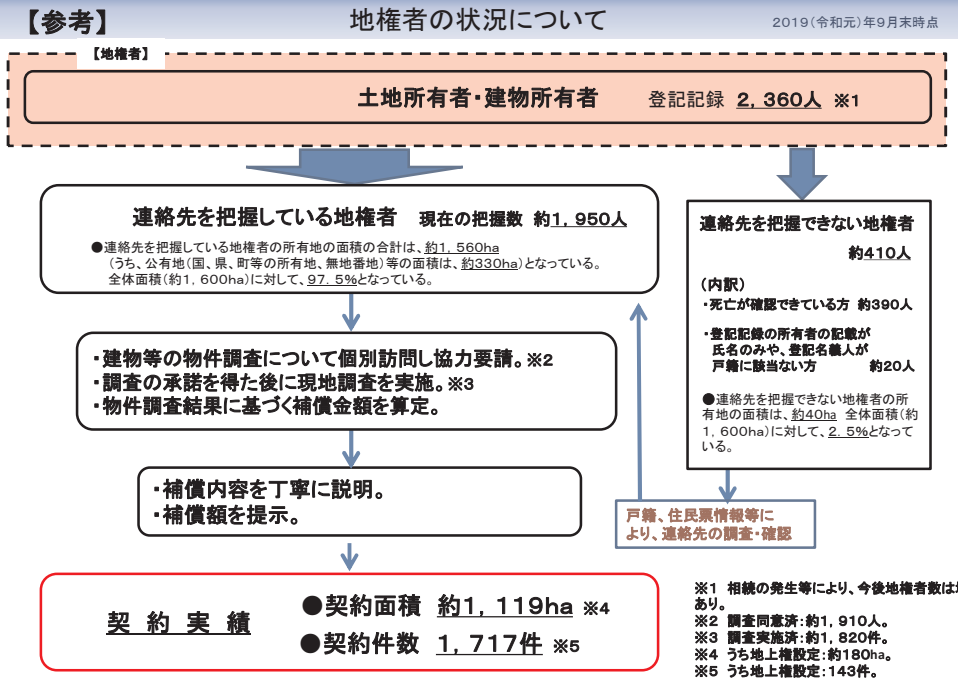 【参考】
地権者の状況について
2019(令和元)年9月末時点
【地権者】
土地所有者・建物所有者 登記記録 2,360人 ※1
連絡先を把握している地権者 現在の把握数 約1,950人
●連絡先を把握している地権者の所有地の面積の合計は、約1,560ha
(うち、公有地(国、県、町等の所有地、無地番地)等の面積は、約330ha)となっている。
全体面積(約1,600ha)に対して、97.5%となっている。
・建物等の物件調査について個別訪問し協力要請。※2
・調査の承諾を得た後に現地調査を実施。※3
・物件調査結果に基づく補償金額を算定。
・補償内容を丁寧に説明。
・補償額を提示。
契約実績
●契約面積 約1,119ha ※4
●契約件数 1,717件 ※5
連絡先を把握できない地権者
約410人
(内訳)
・死亡が確認できている方 約390人
・登記記録の所有者の記載が
氏名のみや、登記名義人が
戸籍に該当ない方 約20人
●連絡先を把握できない地権者の所
有地の面積は、約40ha 全体面積(約
1,600ha)に対して、2.5%となって
いる。
戸籍、住民票情報等に
より、連絡先の調査・確認
※1 相続の発生等により、今後地権者数は
あり。
※2 調査同意済:約1,910人。
※3 調査実施済:約1,820件。
※4 うち地上権設定:約180ha。
※5 うち地上権設定:143件。